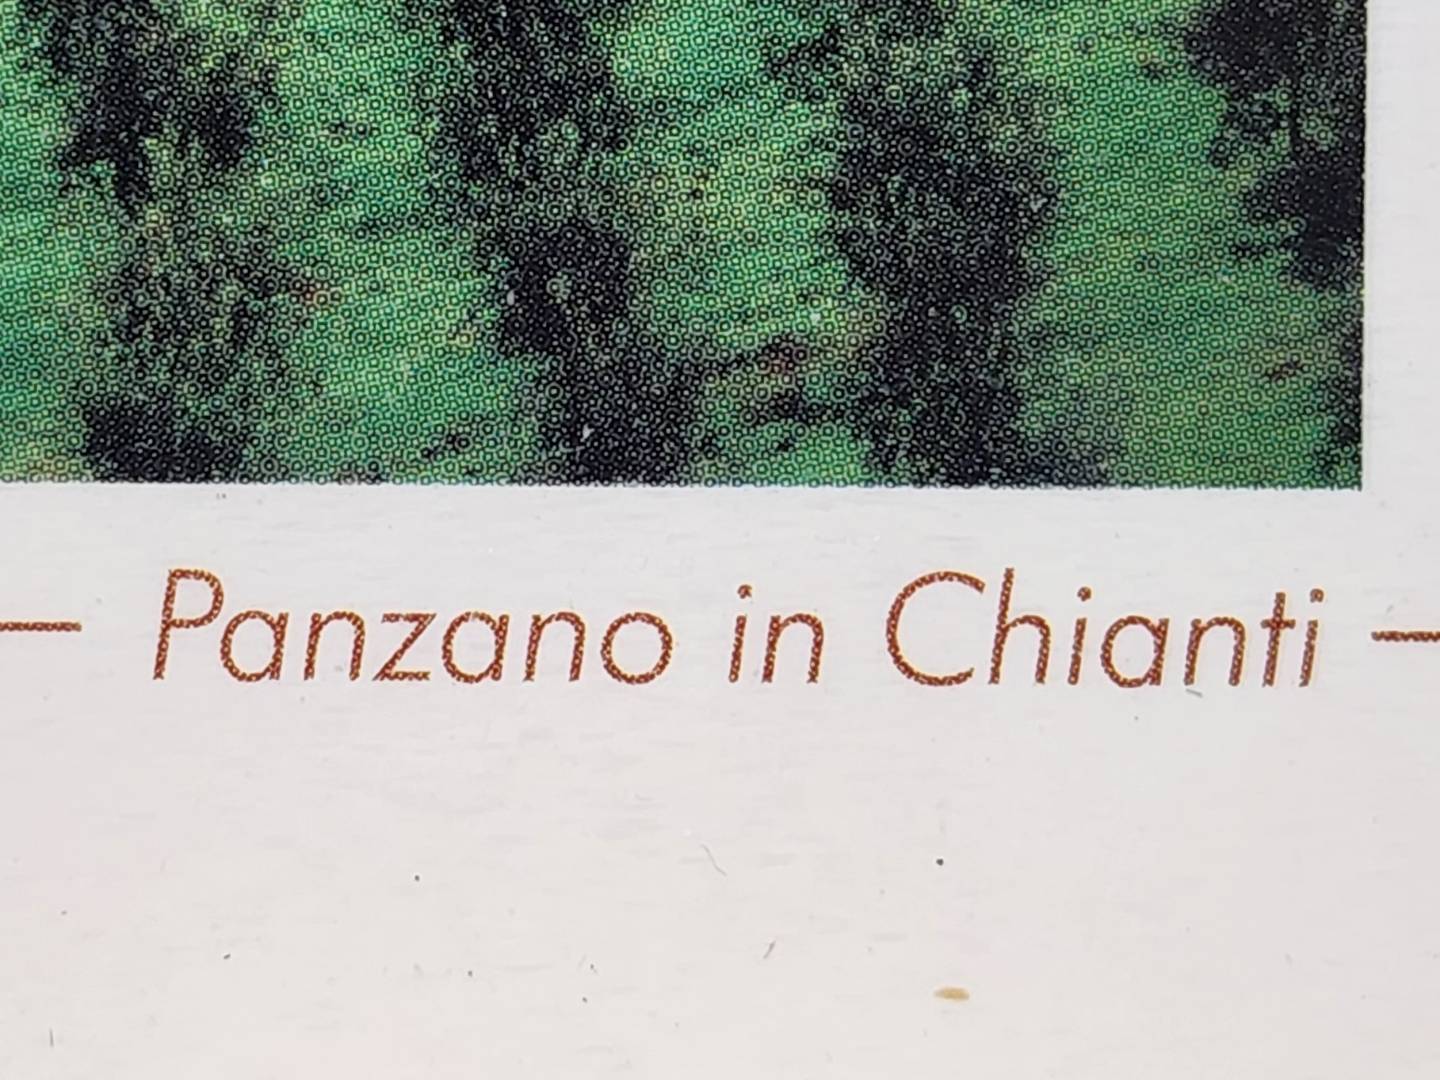 — Panzano in Chianti —